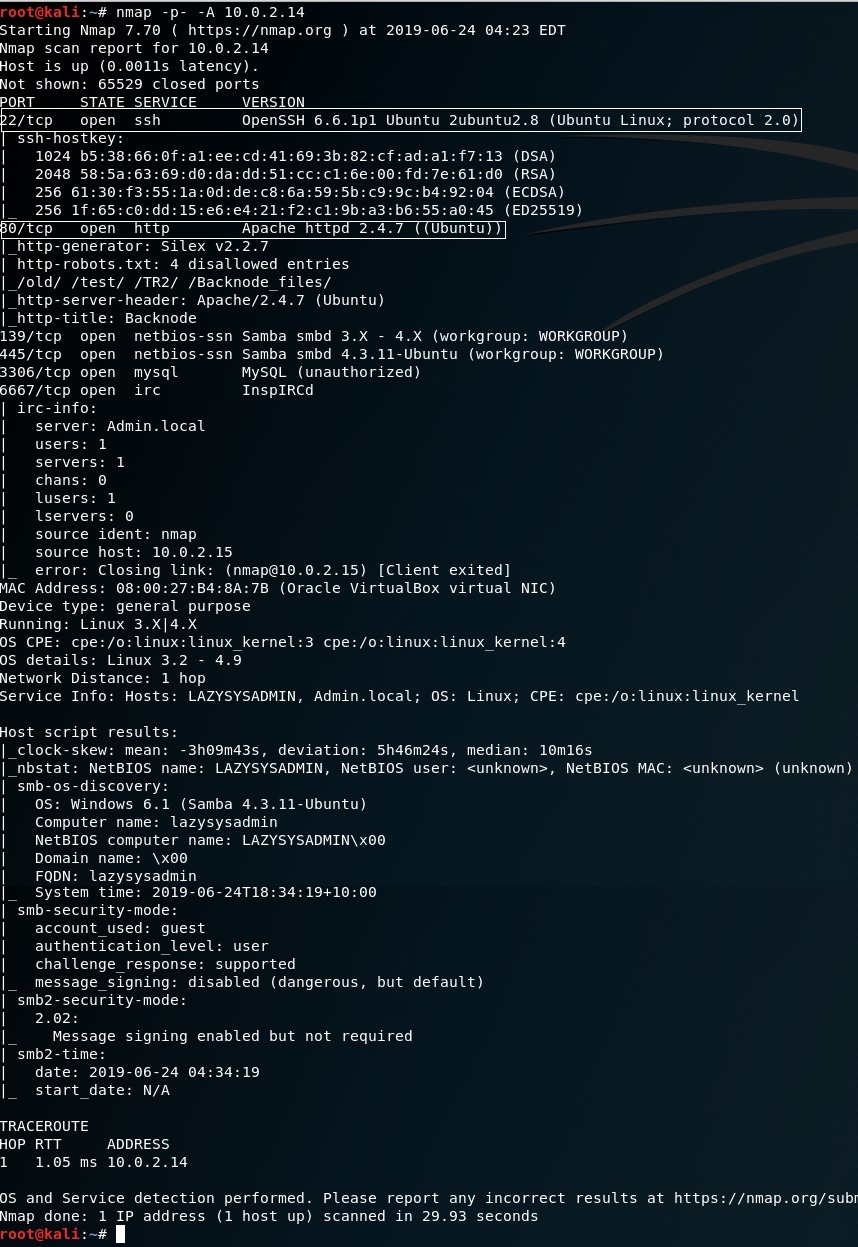 root@kali:~# nmap -p- -A 10.0.2.14
Starting Nmap 7.70 ( https://nmap.org ) at 2019-06-24 04:23 EDT
Nmap scan report for 10.0.2.14
Host is up (0.0011s latency).
Not shown: 65529 closed ports
PORT     STATE SERVICE     VERSION
22/tcp   open  ssh         OpenSSH 6.6.1p1 Ubuntu 2ubuntu2.8 (Ubuntu Linux; protocol 2.0)
| ssh-hostkey:
|   1024 b5:38:66:0f:a1:ee:cd:41:69:3b:82:cf:ad:a1:f7:13 (DSA)
|   2048 58:5a:63:69:d0:da:dd:51:cc:c1:6e:00:fd:7e:61:d0 (RSA)
|   256 61:30:f3:55:1a:0d:de:c8:6a:59:5b:c9:9c:b4:92:04 (ECDSA)
|_  256 1f:65:c0:dd:15:e6:e4:21:f2:c1:9b:a3:b6:55:a0:45 (ED25519)
80/tcp   open  http        Apache httpd 2.4.7 ((Ubuntu))
|_http-generator: Silex v2.2.7
| http-robots.txt: 4 disallowed entries
|_/old/ /test/ /TR2/ /Backnode_files/
|_http-server-header: Apache/2.4.7 (Ubuntu)
|_http-title: Backnode
139/tcp  open  netbios-ssn Samba smbd 3.X - 4.X (workgroup: WORKGROUP)
445/tcp  open  netbios-ssn Samba smbd 4.3.11-Ubuntu (workgroup: WORKGROUP)
3306/tcp open  mysql       MySQL (unauthorized)
6667/tcp open  irc         InspIRCd
| irc-info:
|   server: Admin.local
|   users: 1
|   servers: 1
|   chans: 0
|   lusers: 1
|   lservers: 0
|   source ident: nmap
|   source host: 10.0.2.15
|_  error: Closing link: (nmap@10.0.2.15) [Client exited]
MAC Address: 08:00:27:B4:8A:7B (Oracle VirtualBox virtual NIC)
Device type: general purpose
Running: Linux 3.X|4.X
OS CPE: cpe:/o:linux:linux_kernel:3 cpe:/o:linux:linux_kernel:4
OS details: Linux 3.2 - 4.9
Network Distance: 1 hop
Service Info: Hosts: LAZYSYSADMIN, Admin.local; OS: Linux; CPE: cpe:/o:linux:linux_kernel

Host script results:
|_clock-skew: mean: -3h09m43s, deviation: 5h46m24s, median: 10m16s
|_nbstat: NetBIOS name: LAZYSYSADMIN, NetBIOS user: <unknown>, NetBIOS MAC: <unknown> (unknown)
| smb-os-discovery:
|   OS: Windows 6.1 (Samba 4.3.11-Ubuntu)
|   Computer name: lazysysadmin
|   NetBIOS computer name: LAZYSYSADMIN\x00
|   Domain name: \x00
|   FQDN: lazysysadmin
|_  System time: 2019-06-24T18:34:19+10:00
| smb-security-mode:
|   account_used: guest
|   authentication_level: user
|   challenge_response: supported
|_  message_signing: disabled (dangerous, but default)
| smb2-security-mode:
|   2.02:
|_    Message signing enabled but not required
| smb2-time:
|   date: 2019-06-24 04:34:19
|_  start_date: N/A

TRACEROUTE
HOP RTT     ADDRESS
1   1.05 ms 10.0.2.14

OS and Service detection performed. Please report any incorrect results at https://nmap.org/subm
Nmap done: 1 IP address (1 host up) scanned in 29.93 seconds
root@kali:~#